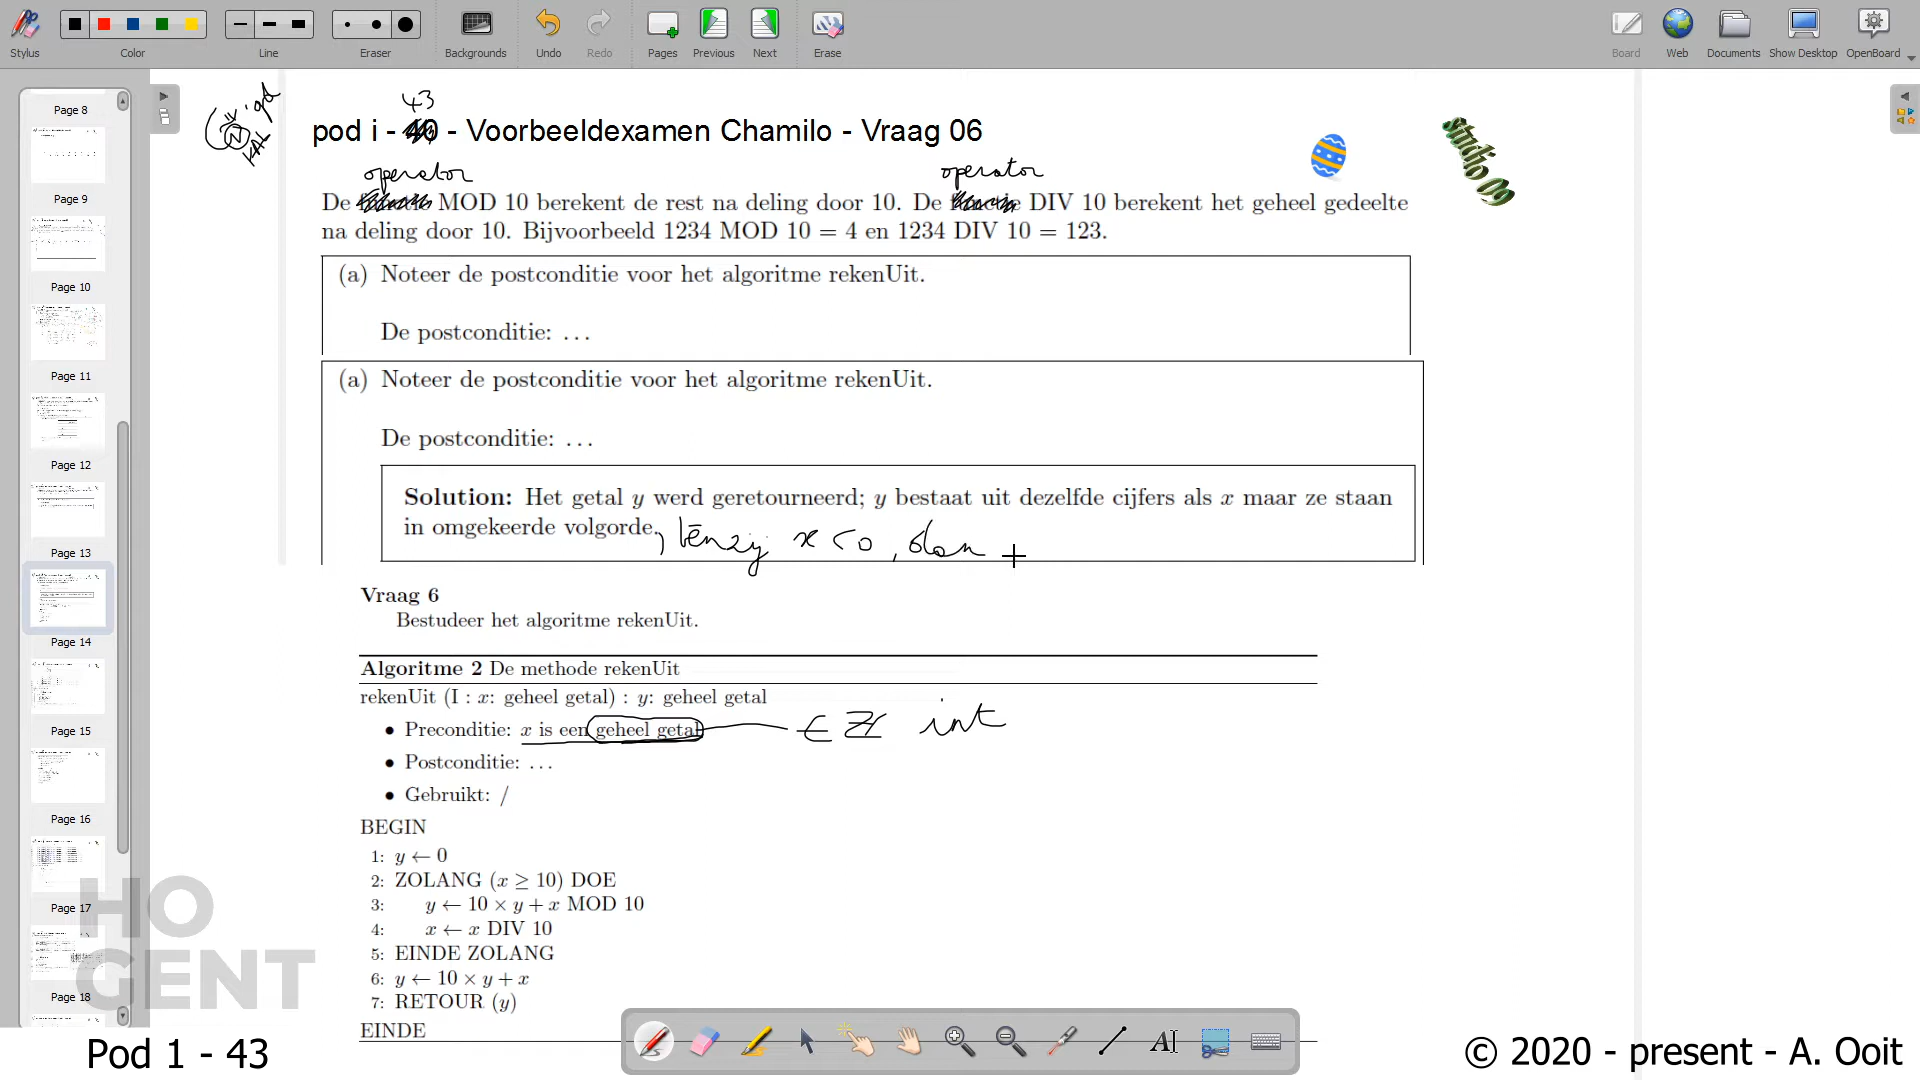 Stylus
Color
Line
Eraser
Backgrounds
Undo
Redo
Pages
Previous
Next
Erase
Board
Web
Documents
Show Desktop
OpenBoard
Page 8
Page 9
Page 10
Page 11
Page 12
Page 13
Page 14
Page 15
Page 16
Page 17
Page 18
43
pod i - 40 - Voorbeeldexamen Chamilo - Vraag 06
operator operator
De MOD 10 berekent de rest na deling door 10. De DIV 10 berekent het geheel gedeelte
na deling door 10. Bijvoorbeeld 1234 MOD 10 = 4 en 1234 DIV 10 = 123.
(a) Noteer de postconditie voor het algoritme rekenUit.
De postconditie: ...
(a) Noteer de postconditie voor het algoritme rekenUit.
De postconditie: ...
Solution: Het getal y werd geretourneerd; y bestaat uit dezelfde cijfers als x maar ze staan
in omgekeerde volgorde.
, tenzij x < 0, dan
Vraag 6
Bestudeer het algoritme rekenUit.
Algoritme 2 De methode rekenUit
rekenUit (I : x: geheel getal) : y: geheel getal
• Preconditie: x is een geheel getal ∈ ℤ int
• Postconditie: ...
• Gebruikt: /
BEGIN
1: y ← 0
2: ZOLANG (x ≥ 10) DOE
3: y ← 10 × y + x MOD 10
4: x ← x DIV 10
5: EINDE ZOLANG
6: y ← 10 × y + x
7: RETOUR (y)
EINDE
HO
GENT
Pod 1 - 43
© 2020 - present - A. Ooit